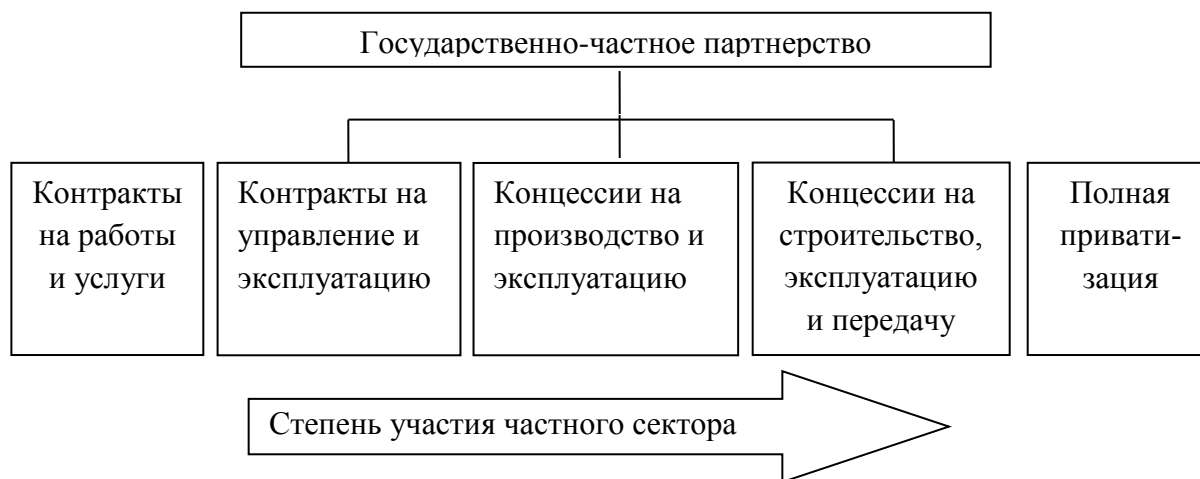 Государственно-частное партнерство
Контракты
на работы
и услуги
Контракты на
управление и
эксплуатацию
Концессии на
производство и
эксплуатацию
Концессии на
строительство,
эксплуатацию
и передачу
Полная
привати-
зация
Степень участия частного сектора